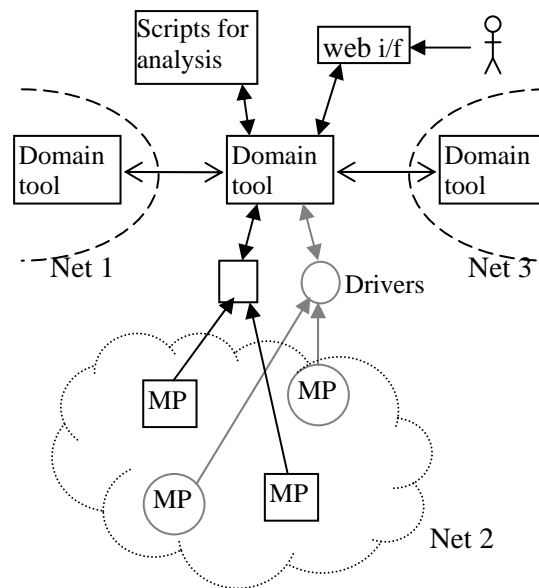 Scripts for
analysis
web i/f
Domain
tool
Domain
tool
Domain
tool
Net 1
Net 3
Drivers
MP
MP
MP
MP
Net 2